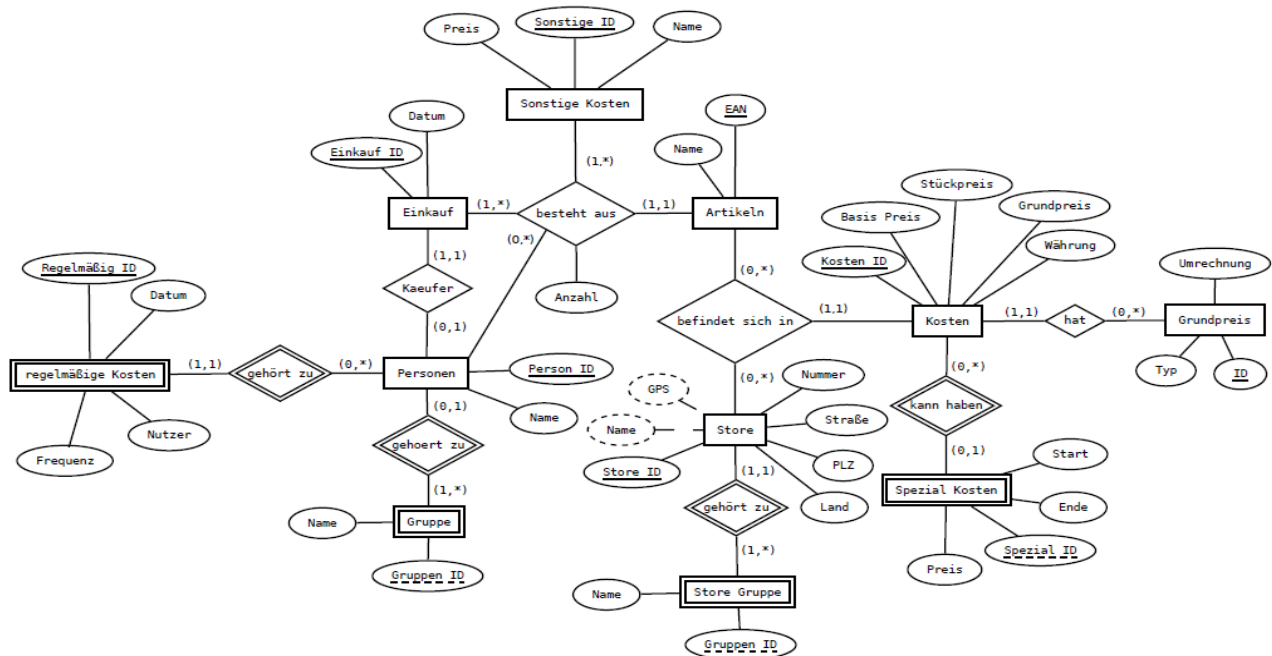 Preis
Sonstige ID
Name
Sonstige Kosten
Datum
EAN
Einkauf ID
Name
(1,*)
Stückpreis
Einkauf
(1,*)
besteht aus
(1,1)
Artikeln
Basis Preis
Grundpreis
(0,*)
Währung
Regelmäßig ID
(1,1)
Kosten ID
Umrechnung
Datum
Kaeufer
Anzahl
(0,*)
(0,1)
befindet sich in
(1,1)
Kosten
(1,1)
hat
(0,*)
Grundpreis
regelmäßige Kosten
(1,1)
gehört zu
(0,*)
Personen
Person ID
Typ
ID
(0,1)
GPS
(0,*)
Nummer
(0,*)
Name
kann haben
Nutzer
gehoert zu
Name
Store
Straße
Frequenz
Store ID
(1,1)
PLZ
(0,1)
Start
(1,*)
gehört zu
Land
Spezial Kosten
Name
Gruppe
Ende
(1,*)
Spezial ID
Gruppen ID
Preis
Name
Store Gruppe
Gruppen ID